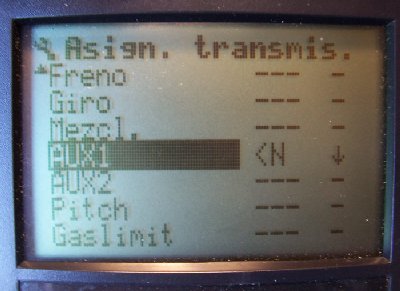 Asign. transmis.
Freno --- -
Giro --- -
Mezcl. --- -
AUX1 <N ↓
AUX2 --- -
Pitch --- -
Gaslimit --- -